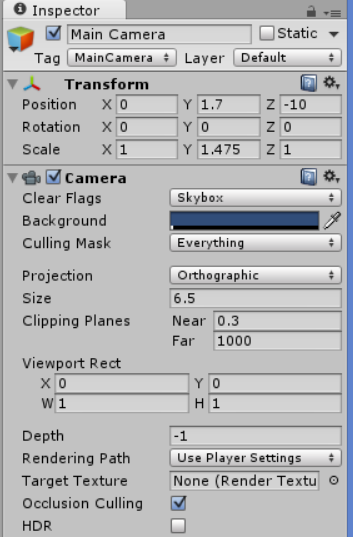 Inspector
Main Camera Static
Tag MainCamera Layer Default
Transform
Position X 0 Y 1.7 Z -10
Rotation X 0 Y 0 Z 0
Scale X 1 Y 1.475 Z 1
Camera
Clear Flags Skybox
Background
Culling Mask Everything
Projection Orthographic
Size 6.5
Clipping Planes Near 0.3
Far 1000
Viewport Rect
X 0 Y 0
W 1 H 1
Depth -1
Rendering Path Use Player Settings
Target Texture None (Render Textu
Occlusion Culling
HDR